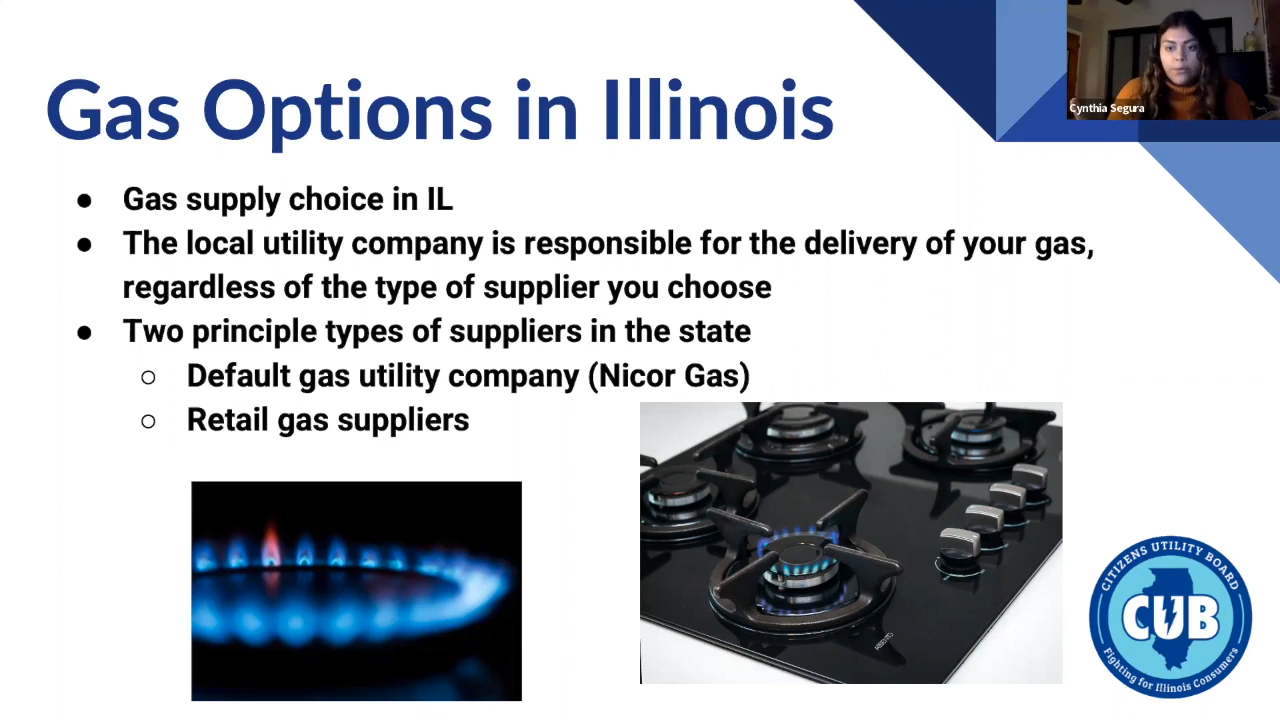 Cynthia Segura
Gas Options in Illinois
● Gas supply choice in IL
● The local utility company is responsible for the delivery of your gas,
regardless of the type of supplier you choose
● Two principle types of suppliers in the state
○ Default gas utility company (Nicor Gas)
○ Retail gas suppliers
CITIZENS UTILITY BOARD
CUB
Fighting for Illinois Consumers